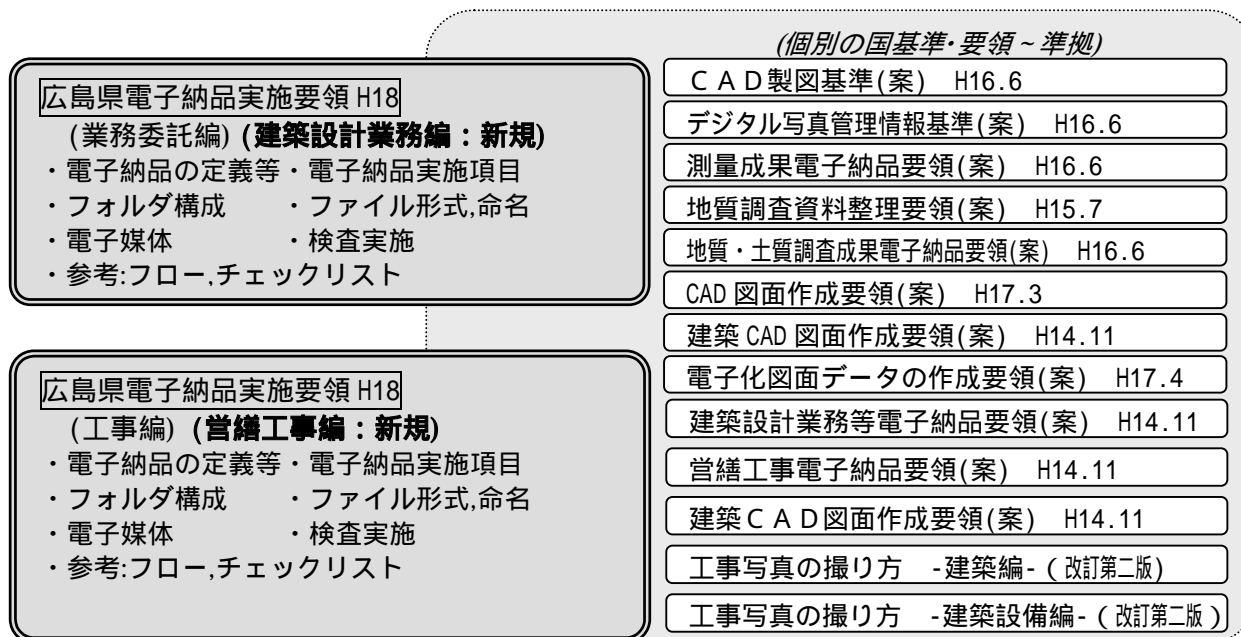 (個別の国基準・要領～準拠)
広島県電子納品実施要領 H18
(業務委託編) (建築設計業務編：新規)
・電子納品の定義等・電子納品実施項目
・フォルダ構成 ・ファイル形式,命名
・電子媒体 ・検査実施
・参考:フロー,チェックリスト
広島県電子納品実施要領 H18
(工事編) (営繕工事編：新規)
・電子納品の定義等・電子納品実施項目
・フォルダ構成 ・ファイル形式,命名
・電子媒体 ・検査実施
・参考:フロー,チェックリスト
ＣＡＤ製図基準(案) H16.6
デジタル写真管理情報基準(案) H16.6
測量成果電子納品要領(案) H16.6
地質調査資料整理要領(案) H15.7
地質・土質調査成果電子納品要領(案) H16.6
CAD 図面作成要領(案) H17.3
建築 CAD 図面作成要領(案) H14.11
電子化図面データの作成要領(案) H17.4
建築設計業務等電子納品要領(案) H14.11
営繕工事電子納品要領(案) H14.11
建築ＣＡＤ図面作成要領(案) H14.11
工事写真の撮り方 -建築編-（改訂第二版)
工事写真の撮り方 -建築設備編-（改訂第二版）